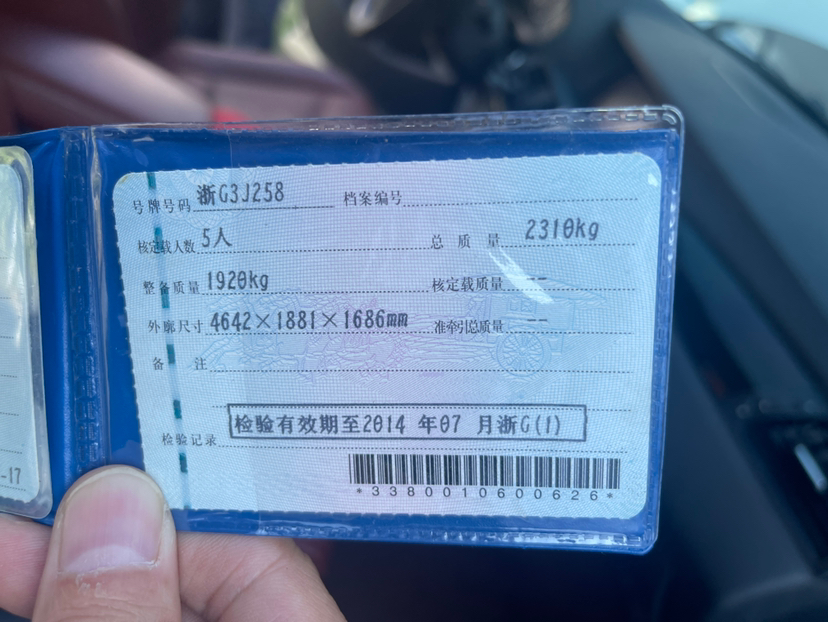 号牌号码 浙G3J258 档案编号
核定载人数 5人 总质量 2310kg
整备质量 1920kg 核定载质量 --
外廓尺寸 4642×1881×1686mm 准牵引总质量 --
备注
检验记录 检验有效期至2014 年07 月浙G(1)
*3380010600626*
-17